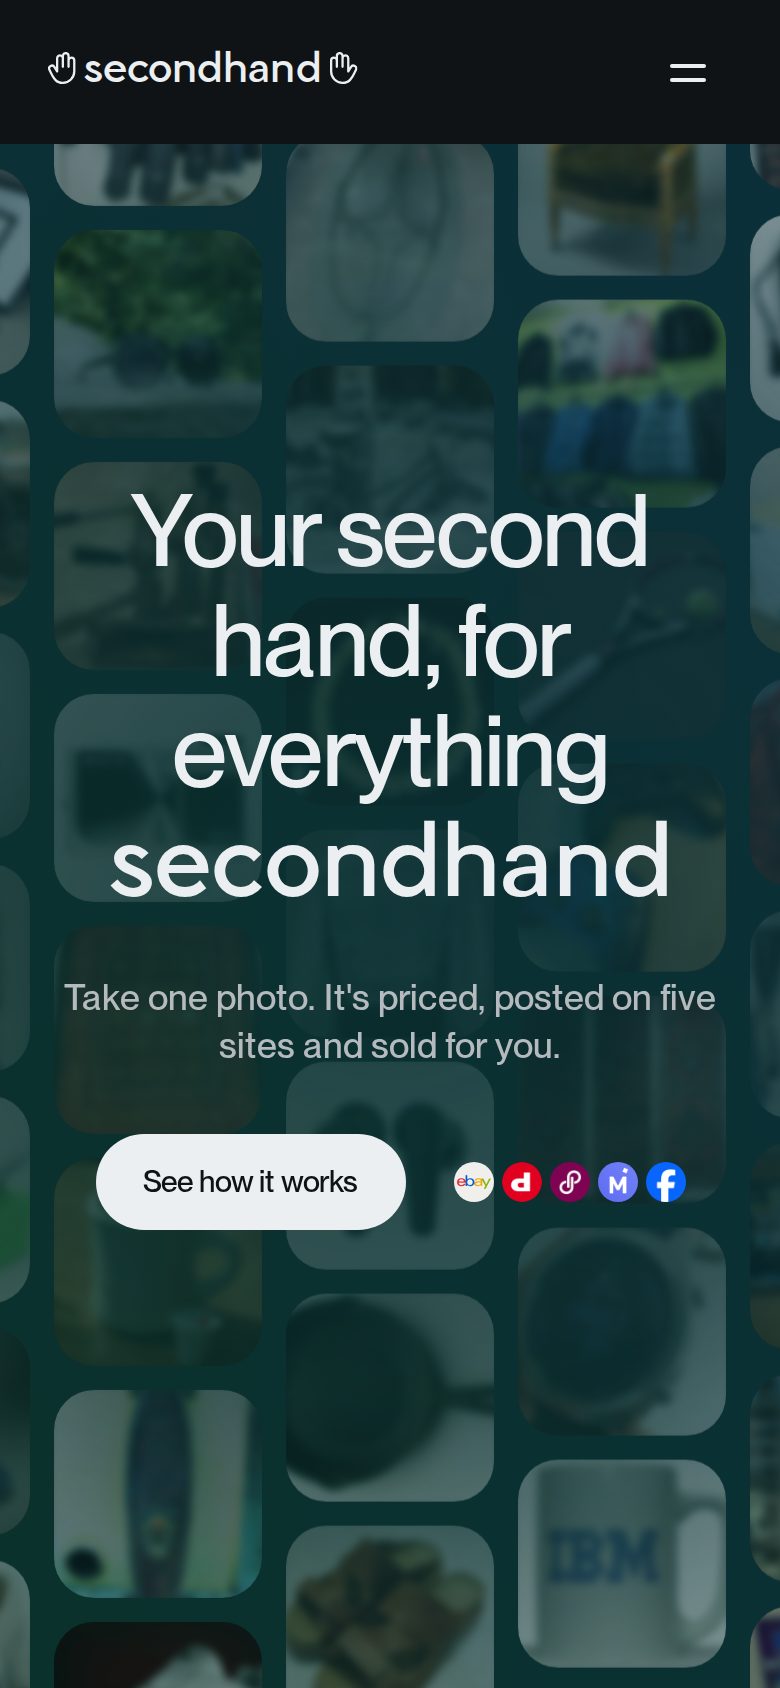 secondhand
Your second
hand, for
everything
secondhand
Take one photo. It's priced, posted on five
sites and sold for you.
See how it works
ebay
IBM